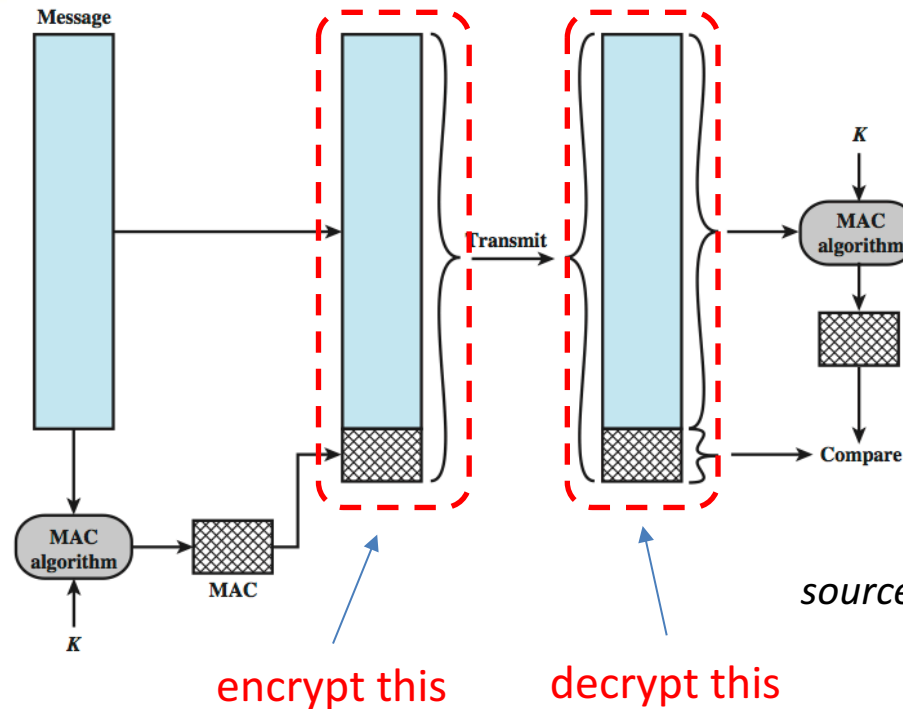 Message
K
MAC
algorithm
Transmit
Compare
MAC
algorithm
MAC
K
source
encrypt this
decrypt this